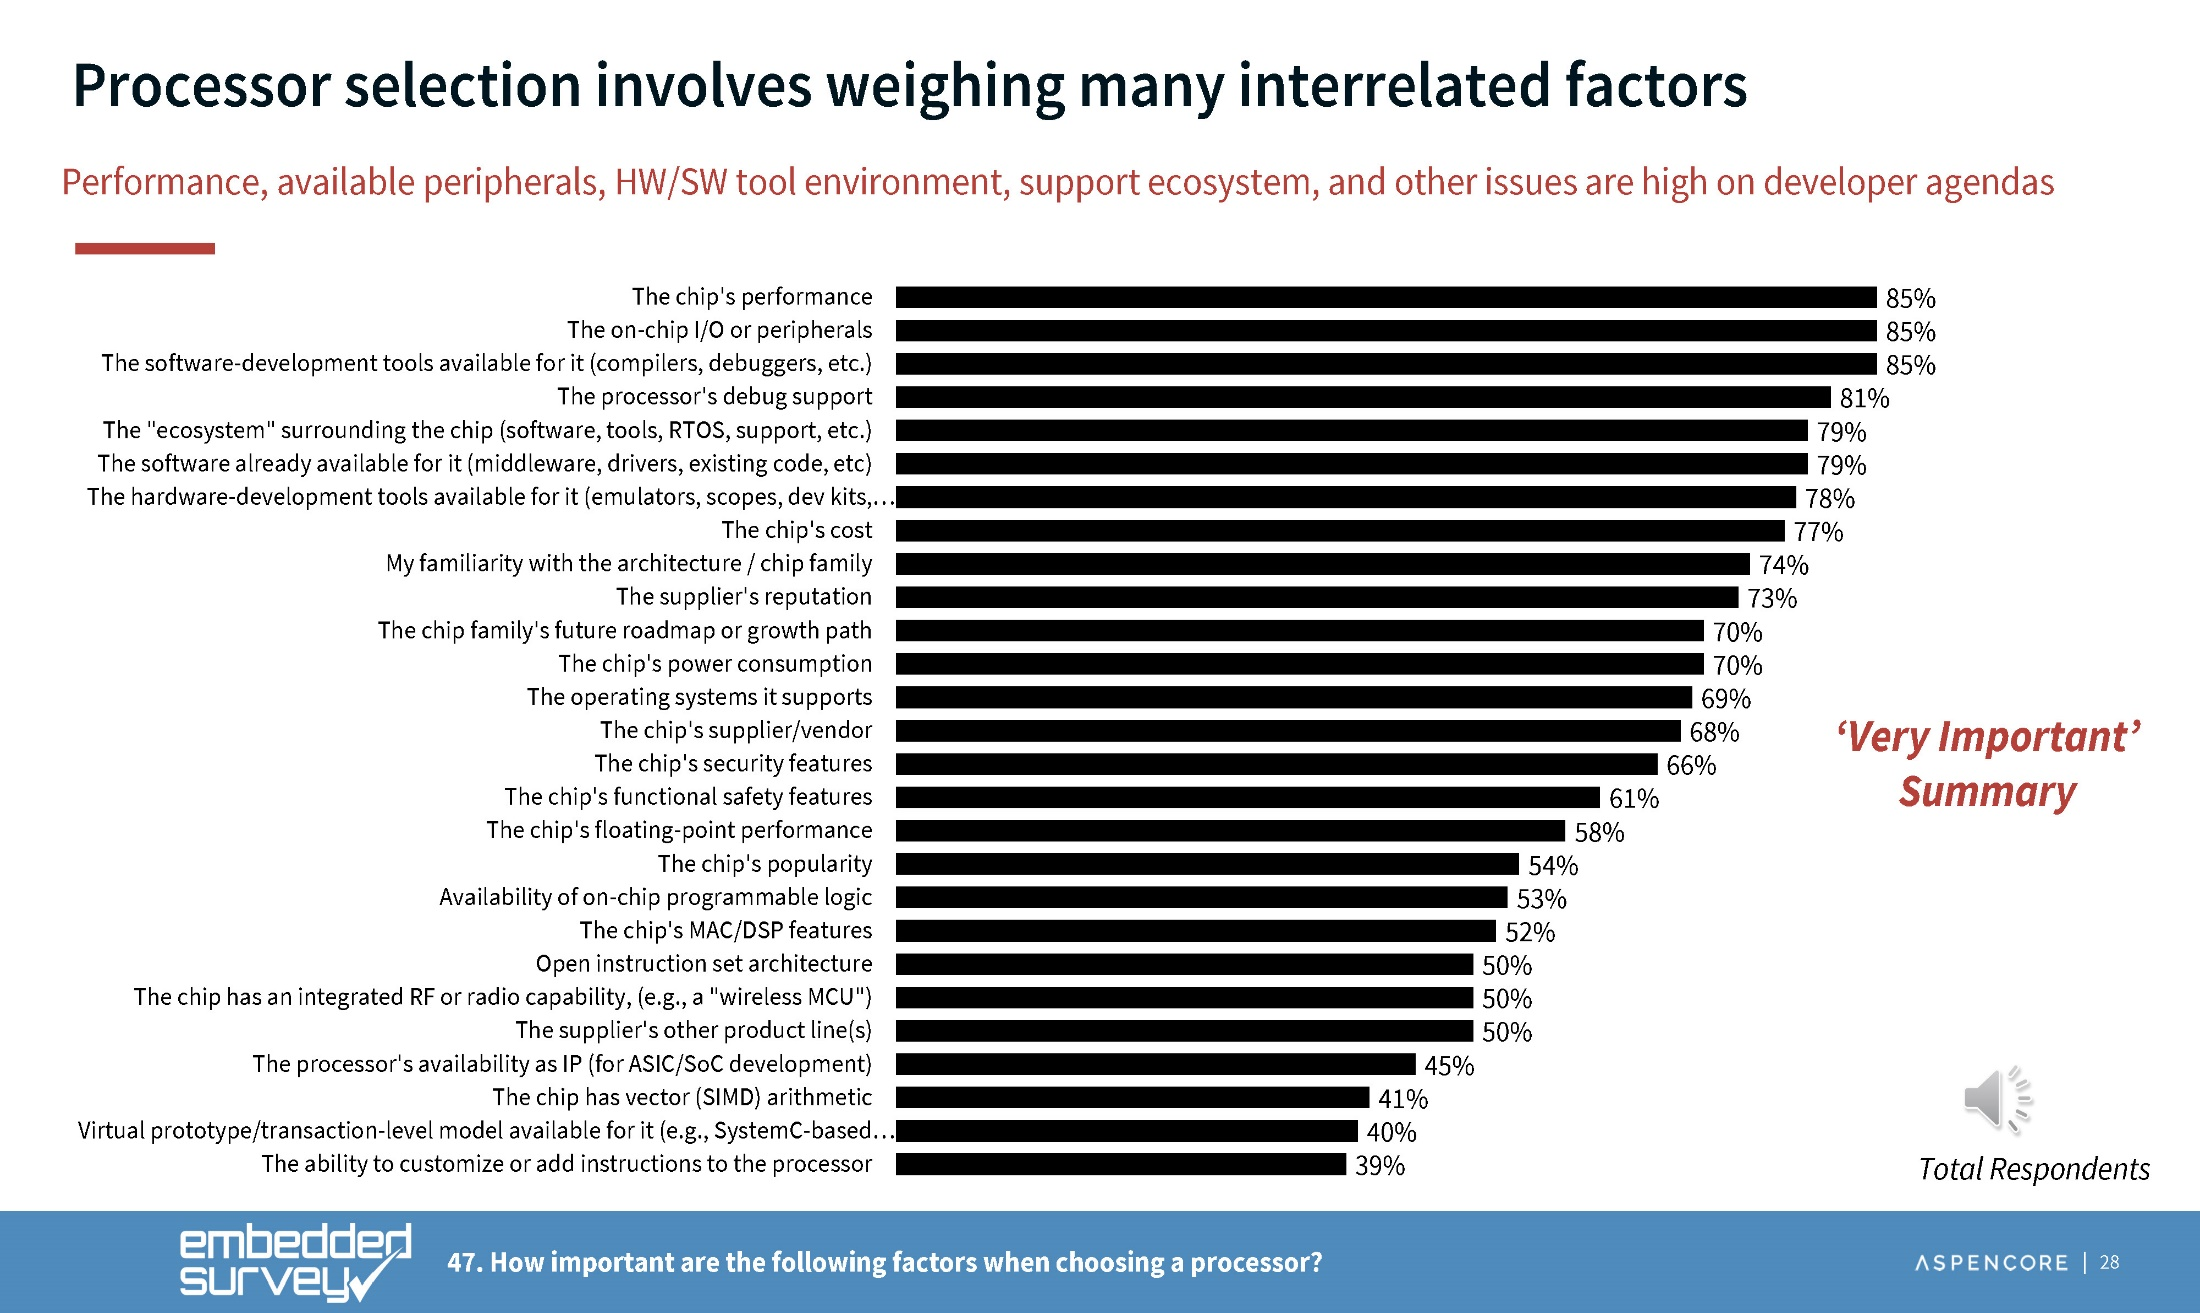 Processor selection involves weighing many interrelated factors
Performance, available peripherals, HW/SW tool environment, support ecosystem, and other issues are high on developer agendas
The chip's performance 85%
The on-chip I/O or peripherals 85%
The software-development tools available for it (compilers, debuggers, etc.) 85%
The processor's debug support 81%
The "ecosystem" surrounding the chip (software, tools, RTOS, support, etc.) 79%
The software already available for it (middleware, drivers, existing code, etc) 79%
The hardware-development tools available for it (emulators, scopes, dev kits,… 78%
The chip's cost 77%
My familiarity with the architecture / chip family 74%
The supplier's reputation 73%
The chip family's future roadmap or growth path 70%
The chip's power consumption 70%
The operating systems it supports 69%
The chip's supplier/vendor 68%
The chip's security features 66%
The chip's functional safety features 61%
The chip's floating-point performance 58%
The chip's popularity 54%
Availability of on-chip programmable logic 53%
The chip's MAC/DSP features 52%
Open instruction set architecture 50%
The chip has an integrated RF or radio capability, (e.g., a "wireless MCU") 50%
The supplier's other product line(s) 50%
The processor's availability as IP (for ASIC/SoC development) 45%
The chip has vector (SIMD) arithmetic 41%
Virtual prototype/transaction-level model available for it (e.g., SystemC-based… 40%
The ability to customize or add instructions to the processor 39%
‘Very Important’
Summary
Total Respondents
embedded
survey
47. How important are the following factors when choosing a processor?
ASPENCORE | 28